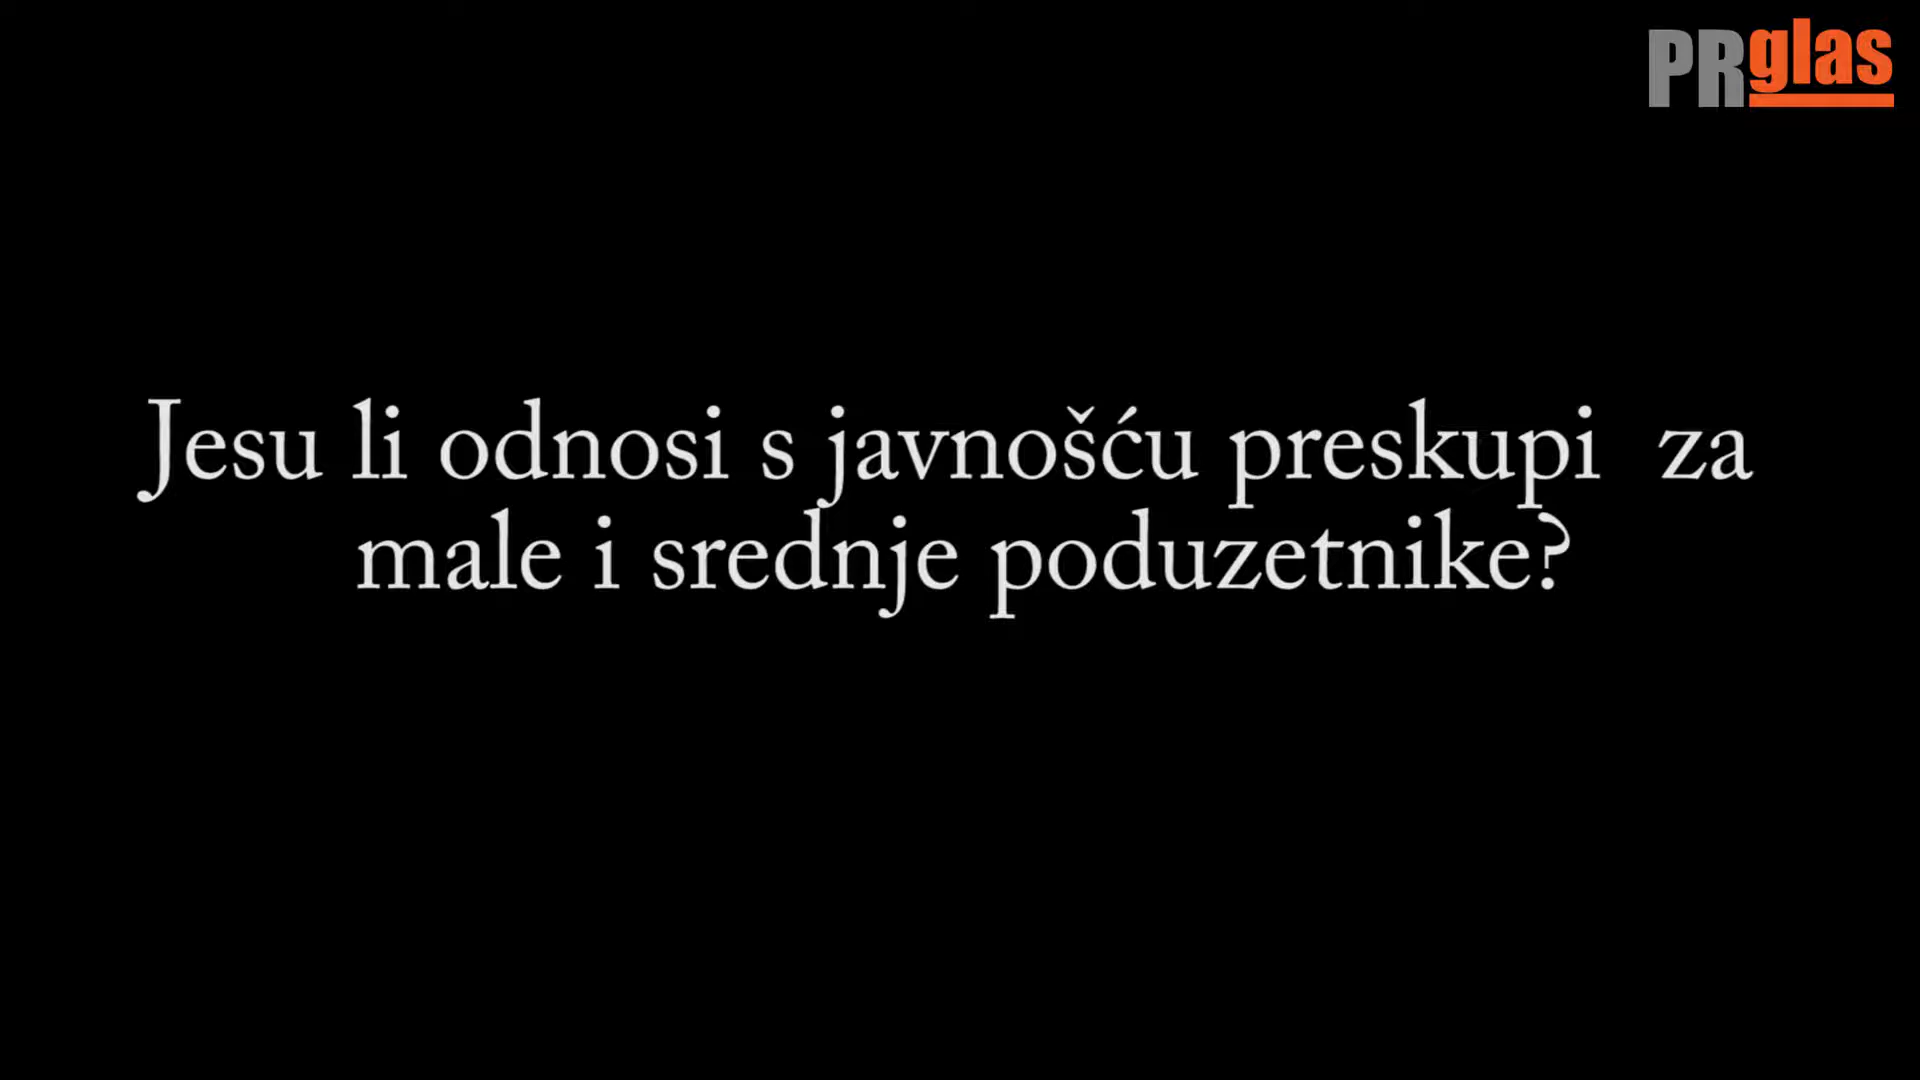 PRglas
Jesu li odnosi s javnošću preskupi  za
male i srednje poduzetnike?